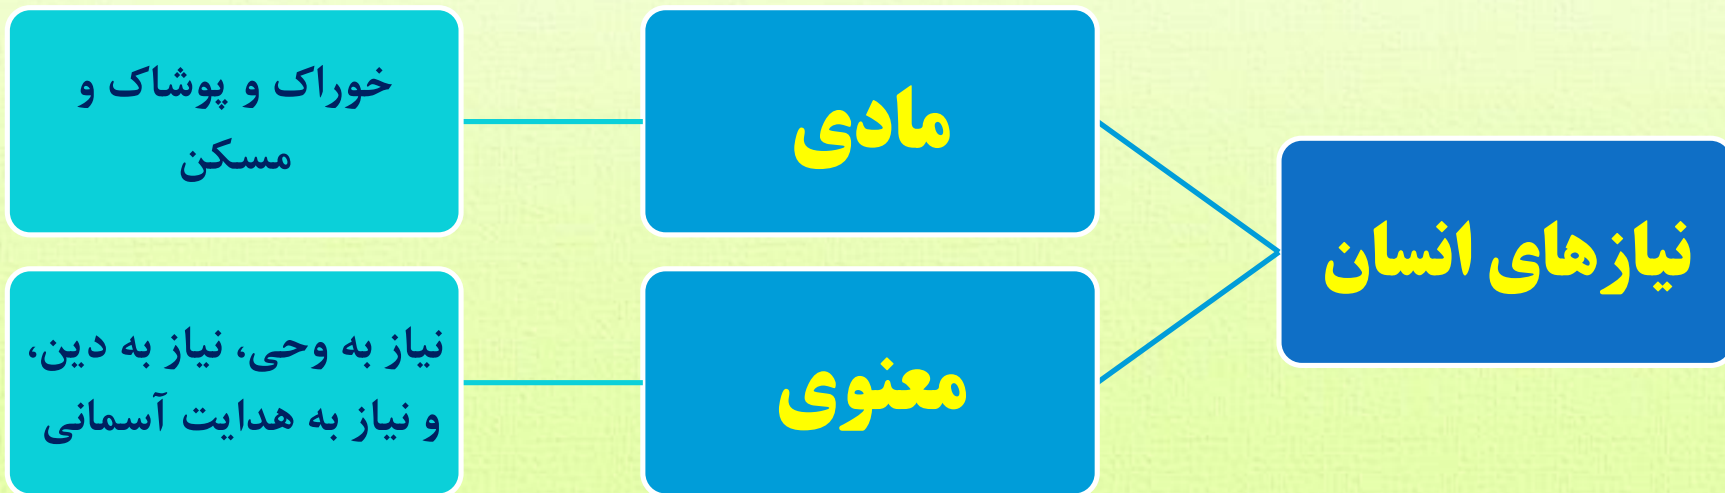 نیازهای انسان
مادی
خوراک و پوشاک و
مسکن
معنوی
نیاز به وحی، نیاز به دین،
و نیاز به هدایت آسمانی